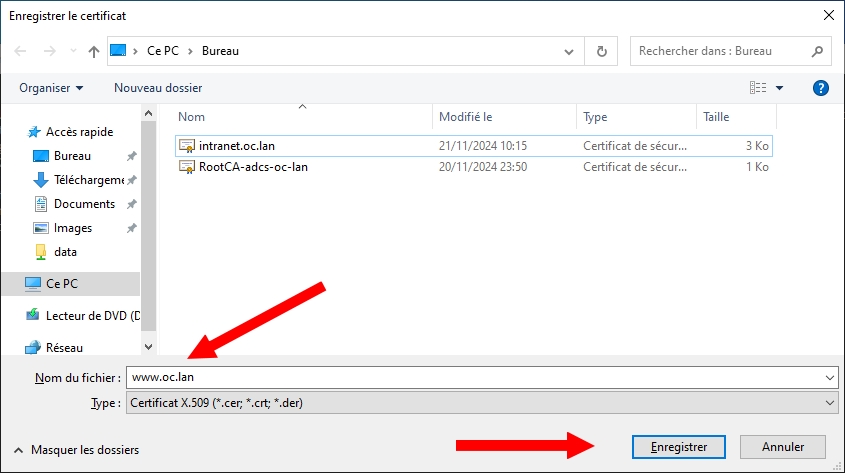 Enregistrer le certificat
Ce PC > Bureau
Rechercher dans : Bureau
Organiser
Nouveau dossier
?
Nom
Modifié le
Type
Taille
Accès rapide
Bureau
Téléchargeme
Documents
Images
data
Ce PC
Lecteur de DVD (D
Réseau
intranet.oc.lan 21/11/2024 10:15 Certificat de sécur... 3 Ko
RootCA-adcs-oc-lan 20/11/2024 23:50 Certificat de sécur... 1 Ko
Nom du fichier : www.oc.lan
Type : Certificat X.509 (*.cer; *.crt; *.der)
Masquer les dossiers
Enregistrer
Annuler